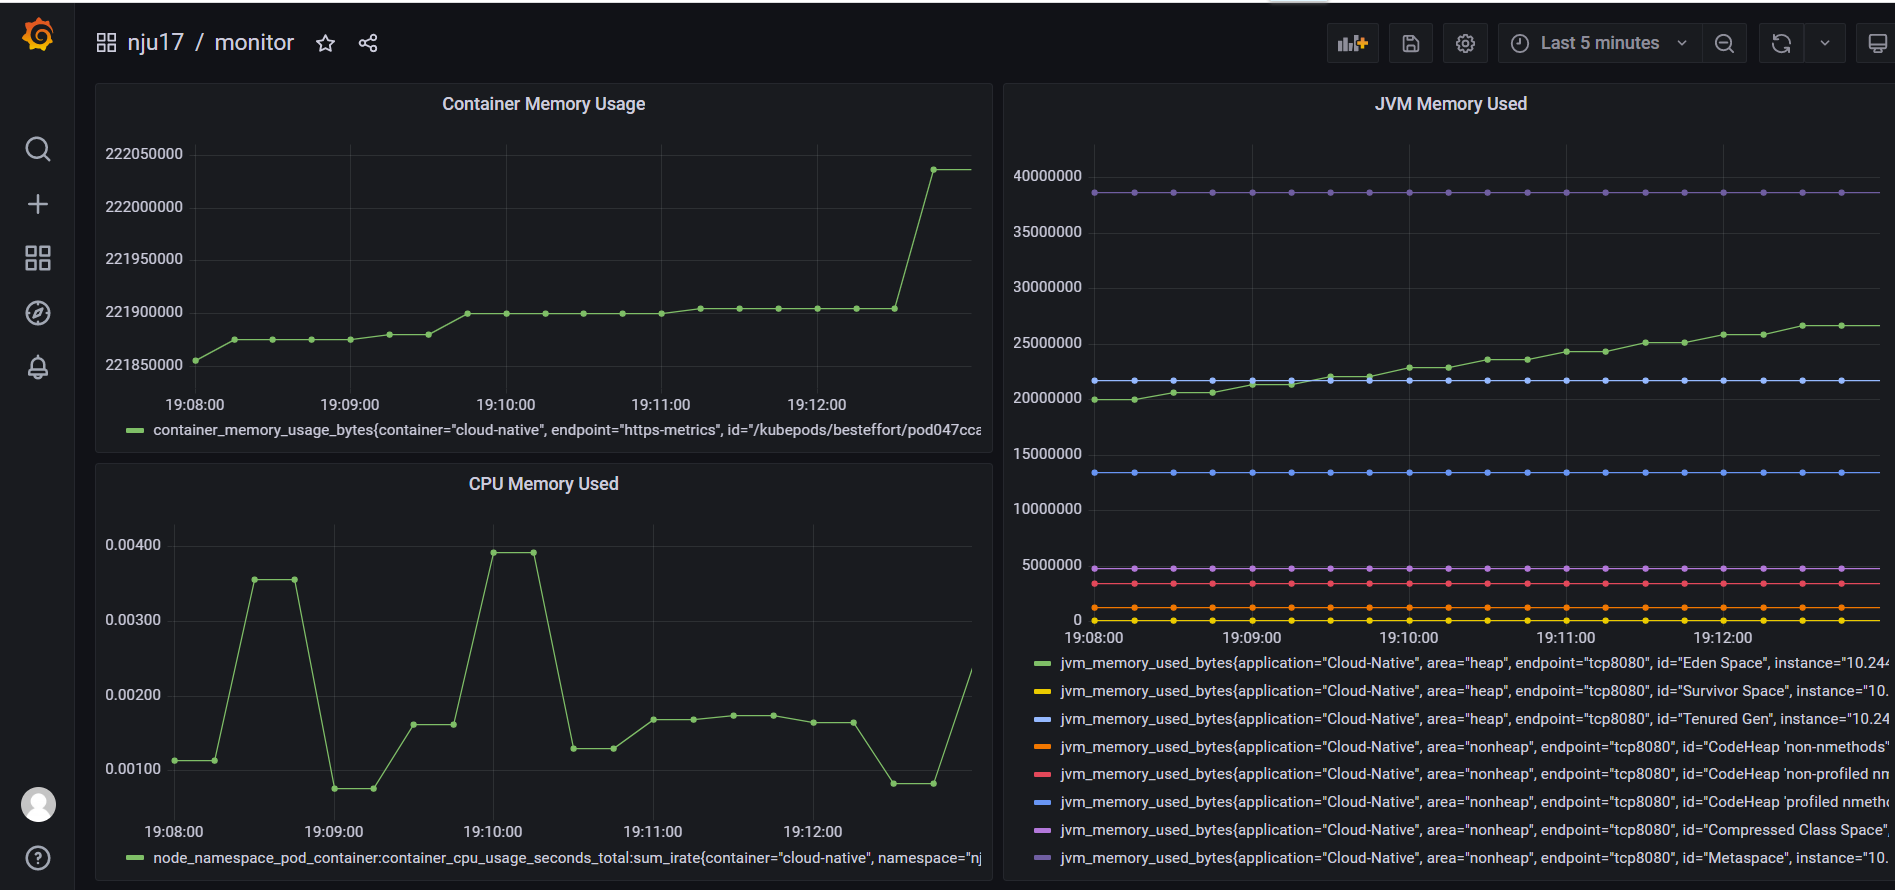 nju17 / monitor
Last 5 minutes
Container Memory Usage
222050000
222000000
221950000
221900000
221850000
19:08:00 19:09:00 19:10:00 19:11:00 19:12:00
container_memory_usage_bytes{container="cloud-native", endpoint="https-metrics", id="/kubepods/besteffort/pod047cca
CPU Memory Used
0.00400
0.00300
0.00200
0.00100
19:08:00 19:09:00 19:10:00 19:11:00 19:12:00
node_namespace_pod_container:container_cpu_usage_seconds_total:sum_irate{container="cloud-native", namespace="nj
JVM Memory Used
40000000
35000000
30000000
25000000
20000000
15000000
10000000
5000000
0
19:08:00 19:09:00 19:10:00 19:11:00 19:12:00
jvm_memory_used_bytes{application="Cloud-Native", area="heap", endpoint="tcp8080", id="Eden Space", instance="10.244
jvm_memory_used_bytes{application="Cloud-Native", area="heap", endpoint="tcp8080", id="Survivor Space", instance="10.
jvm_memory_used_bytes{application="Cloud-Native", area="heap", endpoint="tcp8080", id="Tenured Gen", instance="10.24
jvm_memory_used_bytes{application="Cloud-Native", area="nonheap", endpoint="tcp8080", id="CodeHeap 'non-nmethods'
jvm_memory_used_bytes{application="Cloud-Native", area="nonheap", endpoint="tcp8080", id="CodeHeap 'non-profiled nm
jvm_memory_used_bytes{application="Cloud-Native", area="nonheap", endpoint="tcp8080", id="CodeHeap 'profiled nmetho
jvm_memory_used_bytes{application="Cloud-Native", area="nonheap", endpoint="tcp8080", id="Compressed Class Space",
jvm_memory_used_bytes{application="Cloud-Native", area="nonheap", endpoint="tcp8080", id="Metaspace", instance="10.